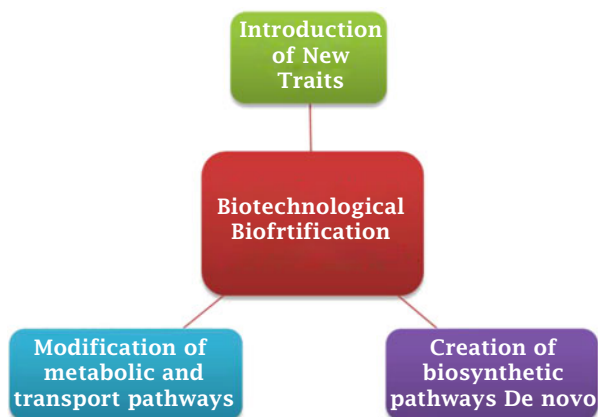 Introduction
of New
Traits
Biotechnological
Biofrtification
Modification of
metabolic and
transport pathways
Creation of
biosynthetic
pathways De novo